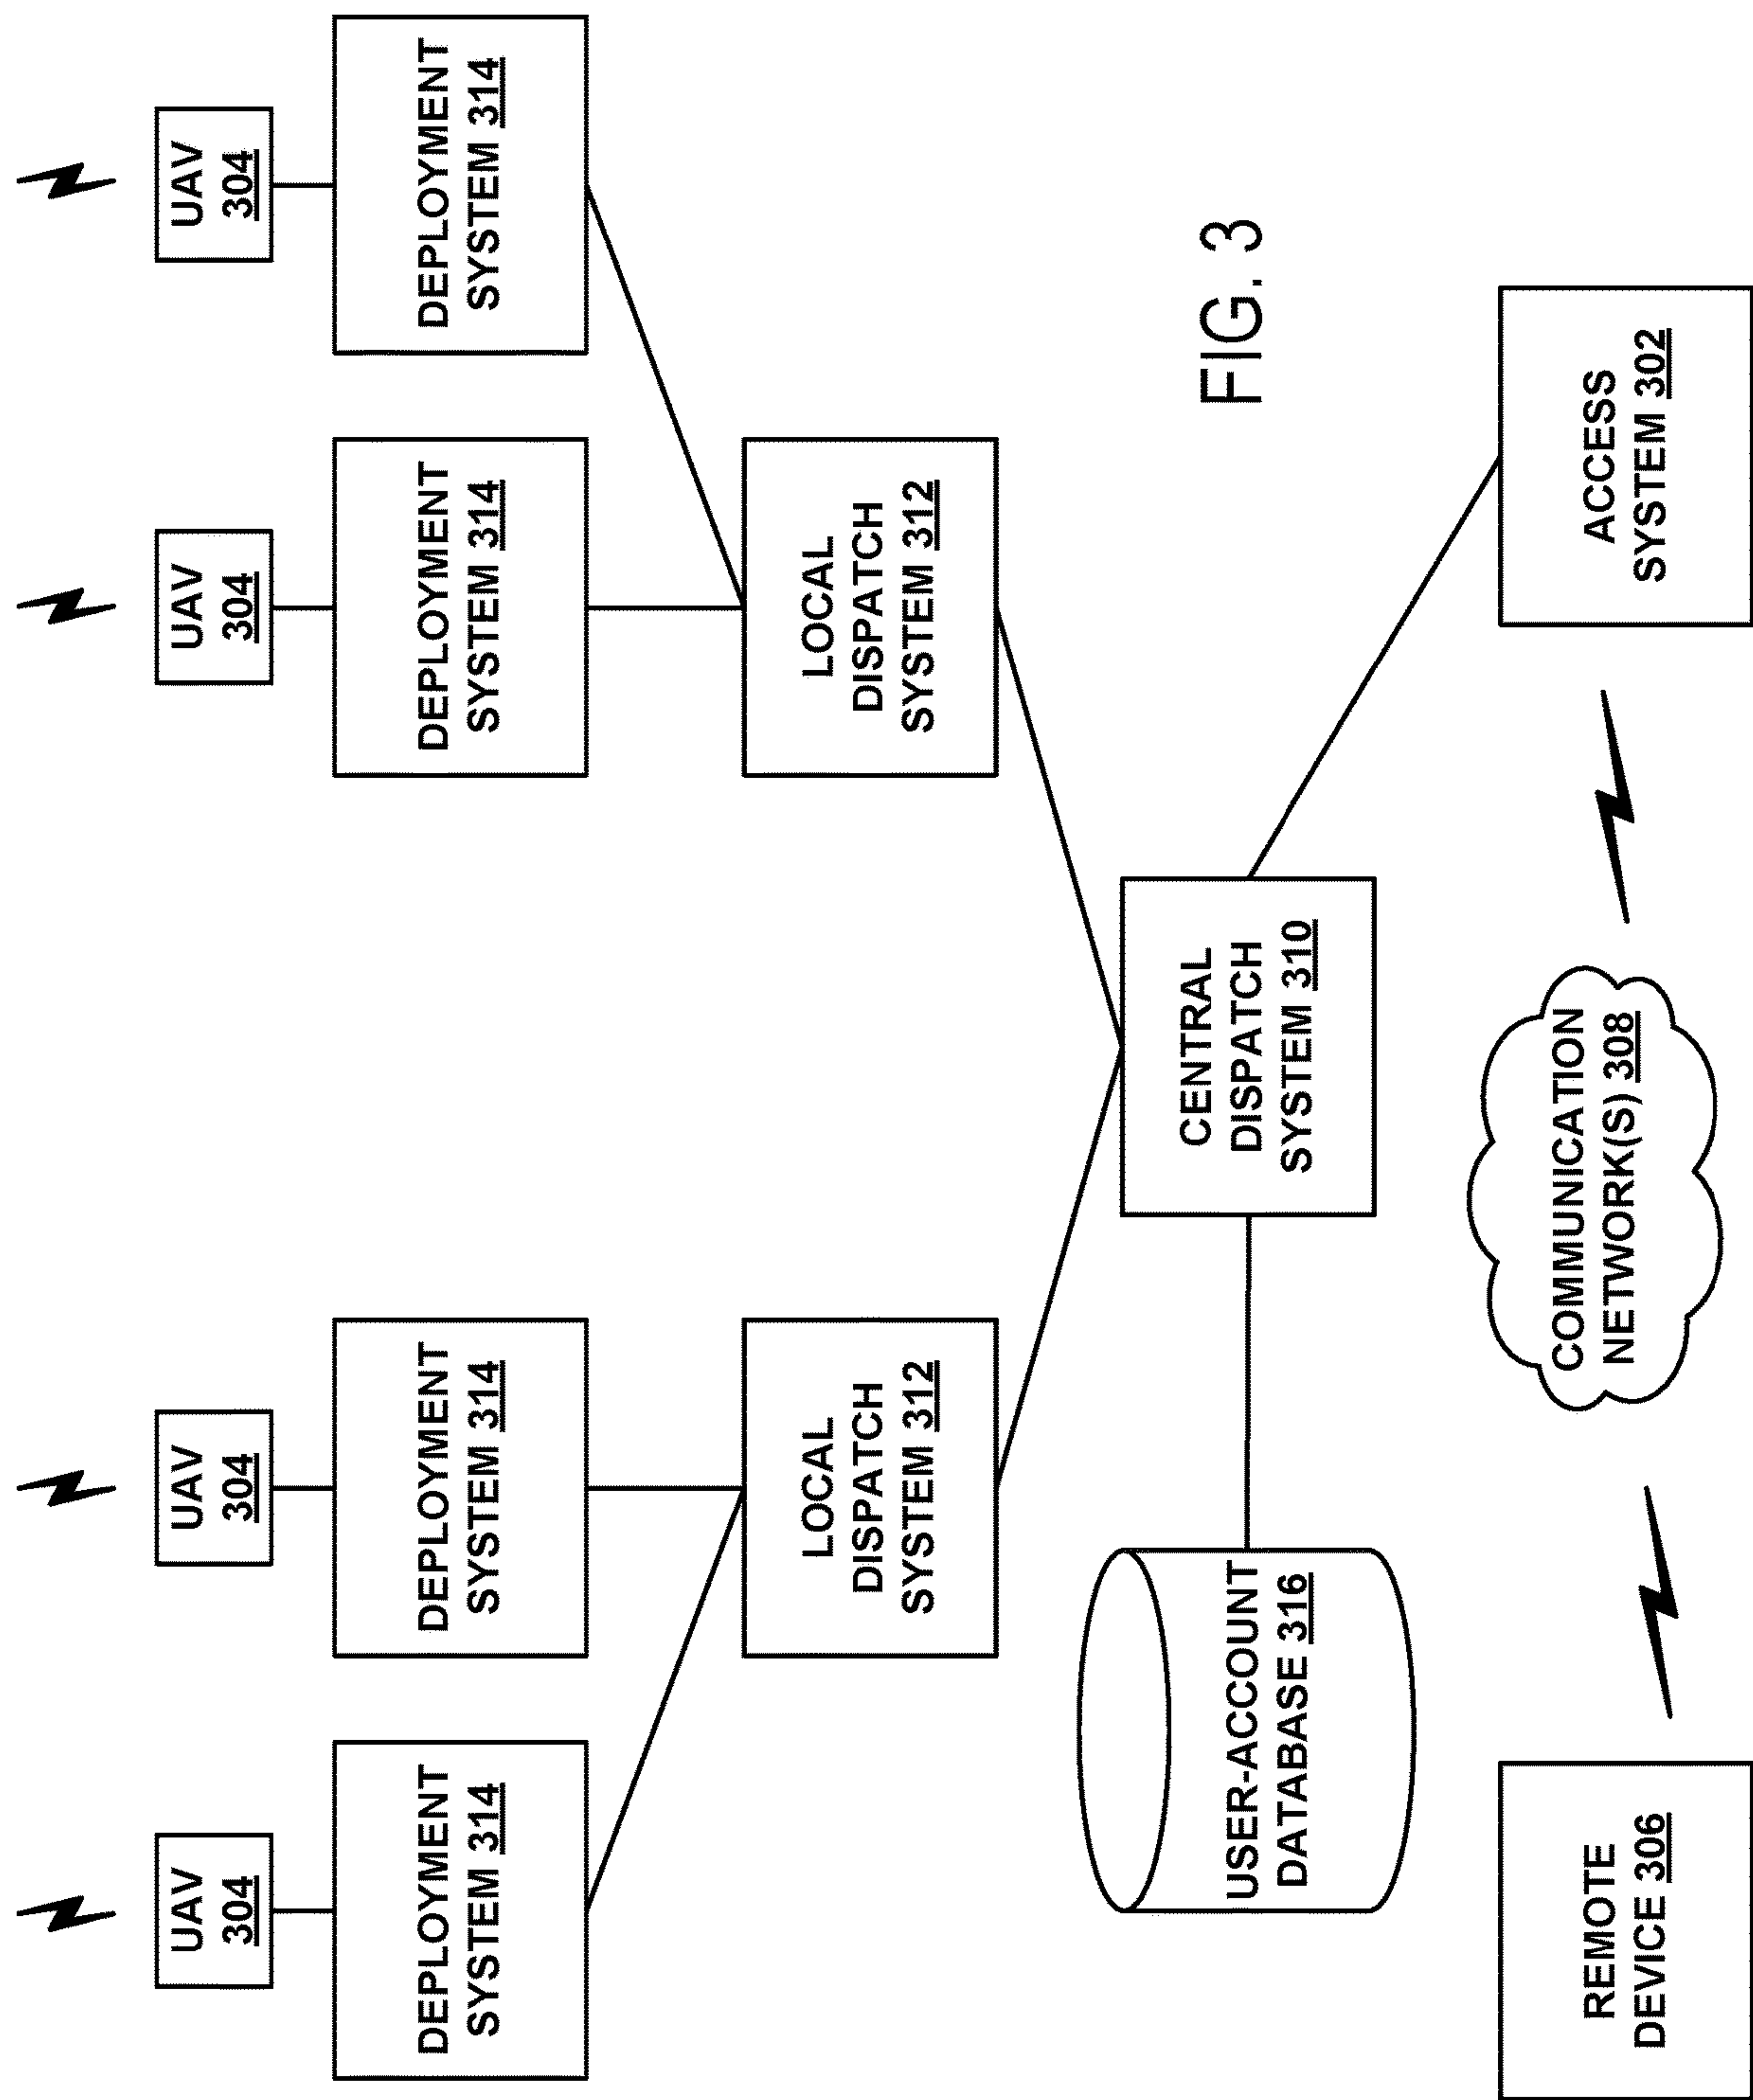 UAV
304
UAV
304
UAV
304
UAV
304
DEPLOYMENT
SYSTEM 314
DEPLOYMENT
SYSTEM 314
DEPLOYMENT
SYSTEM 314
DEPLOYMENT
SYSTEM 314
LOCAL
DISPATCH
SYSTEM 312
LOCAL
DISPATCH
SYSTEM 312
USER-ACCOUNT
DATABASE 316
CENTRAL
DISPATCH
SYSTEM 310
FIG. 3
REMOTE
DEVICE 306
COMMUNICATION
NETWORK(S) 308
ACCESS
SYSTEM 302